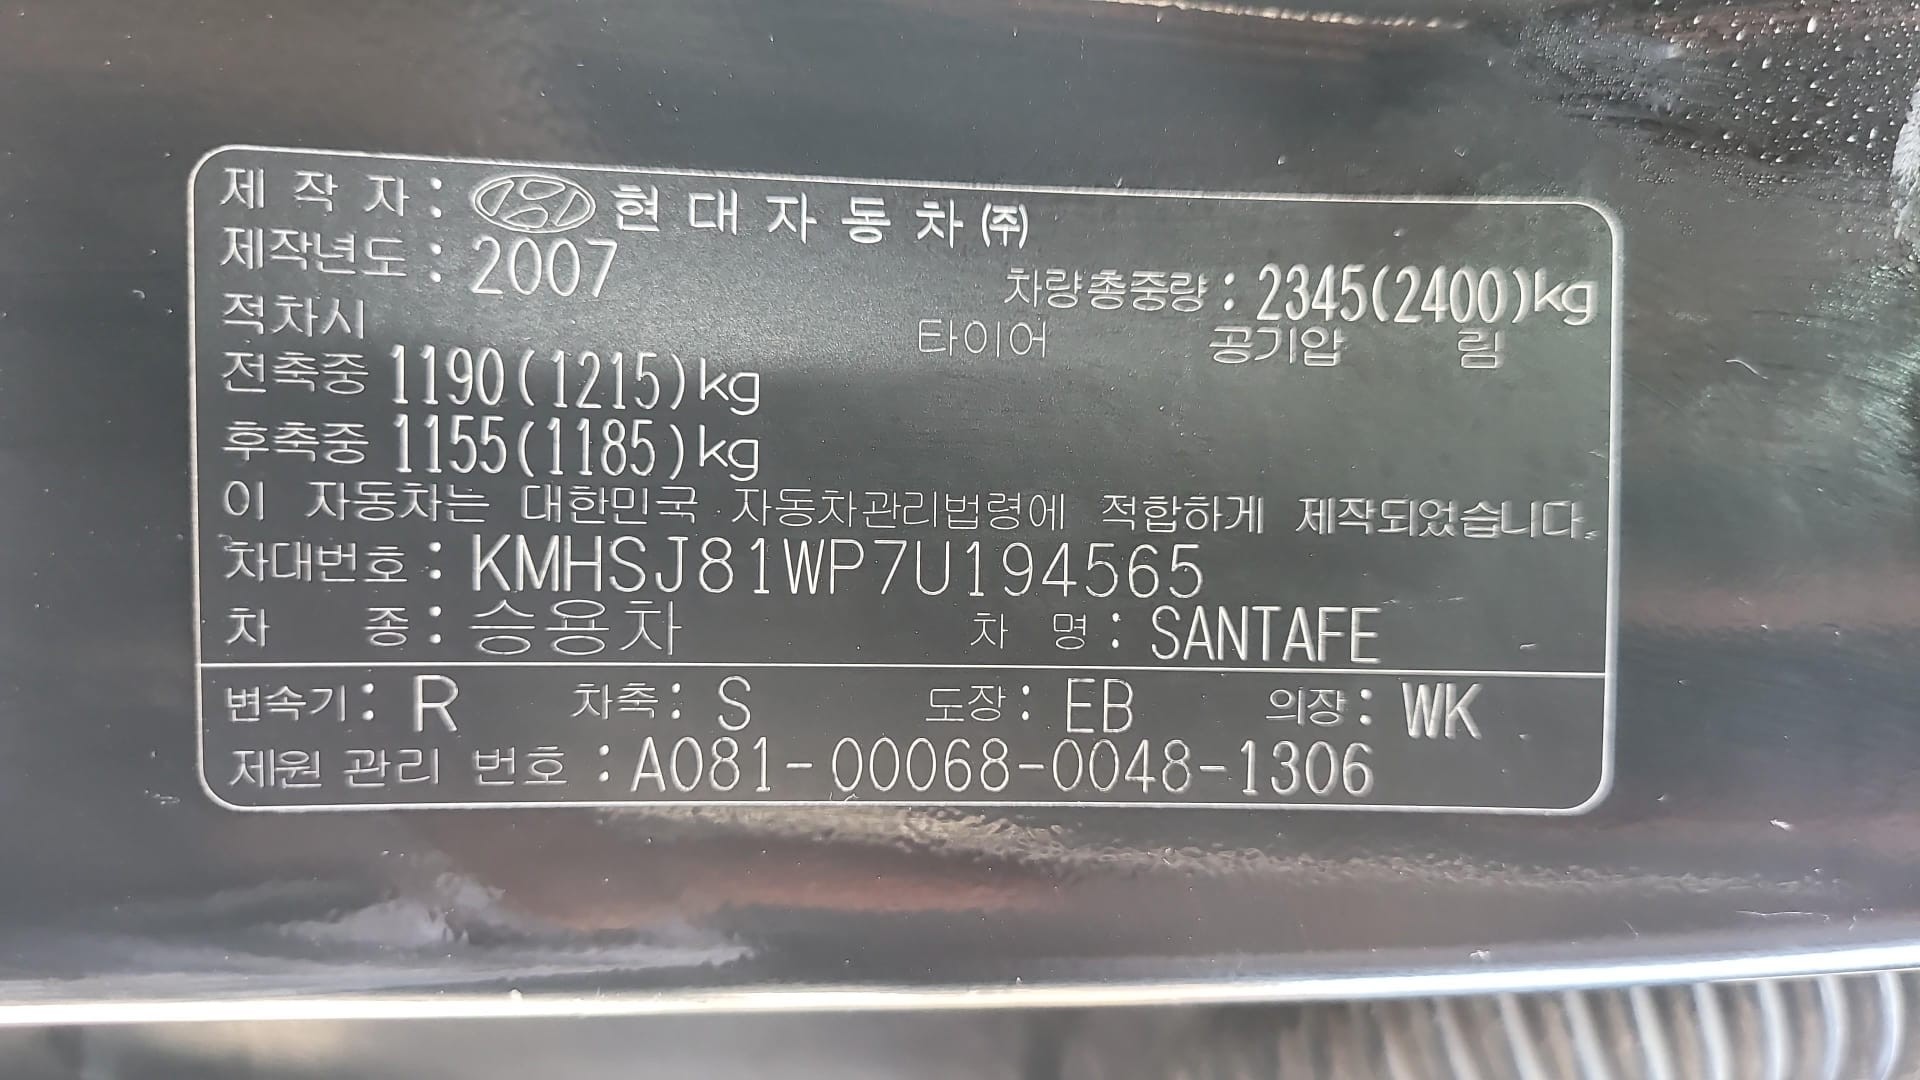 제 작 자 : 현 대 자 동 차 ㈜
제작년도 : 2007
차량총중량 : 2345(2400)kg
적차시
타이어 공기압 림
전축중 1190(1215)kg
후축중 1155(1185)kg
이 자동차는 대한민국 자동차관리법령에 적합하게 제작되었습니다.
차대번호 : KMHSJ81WP7U194565
차 종 : 승용차 차 명 : SANTAFE
변속기 : R 차축 : S 도장 : EB 의장 : WK
제원 관리 번호 : A081-00068-0048-1306